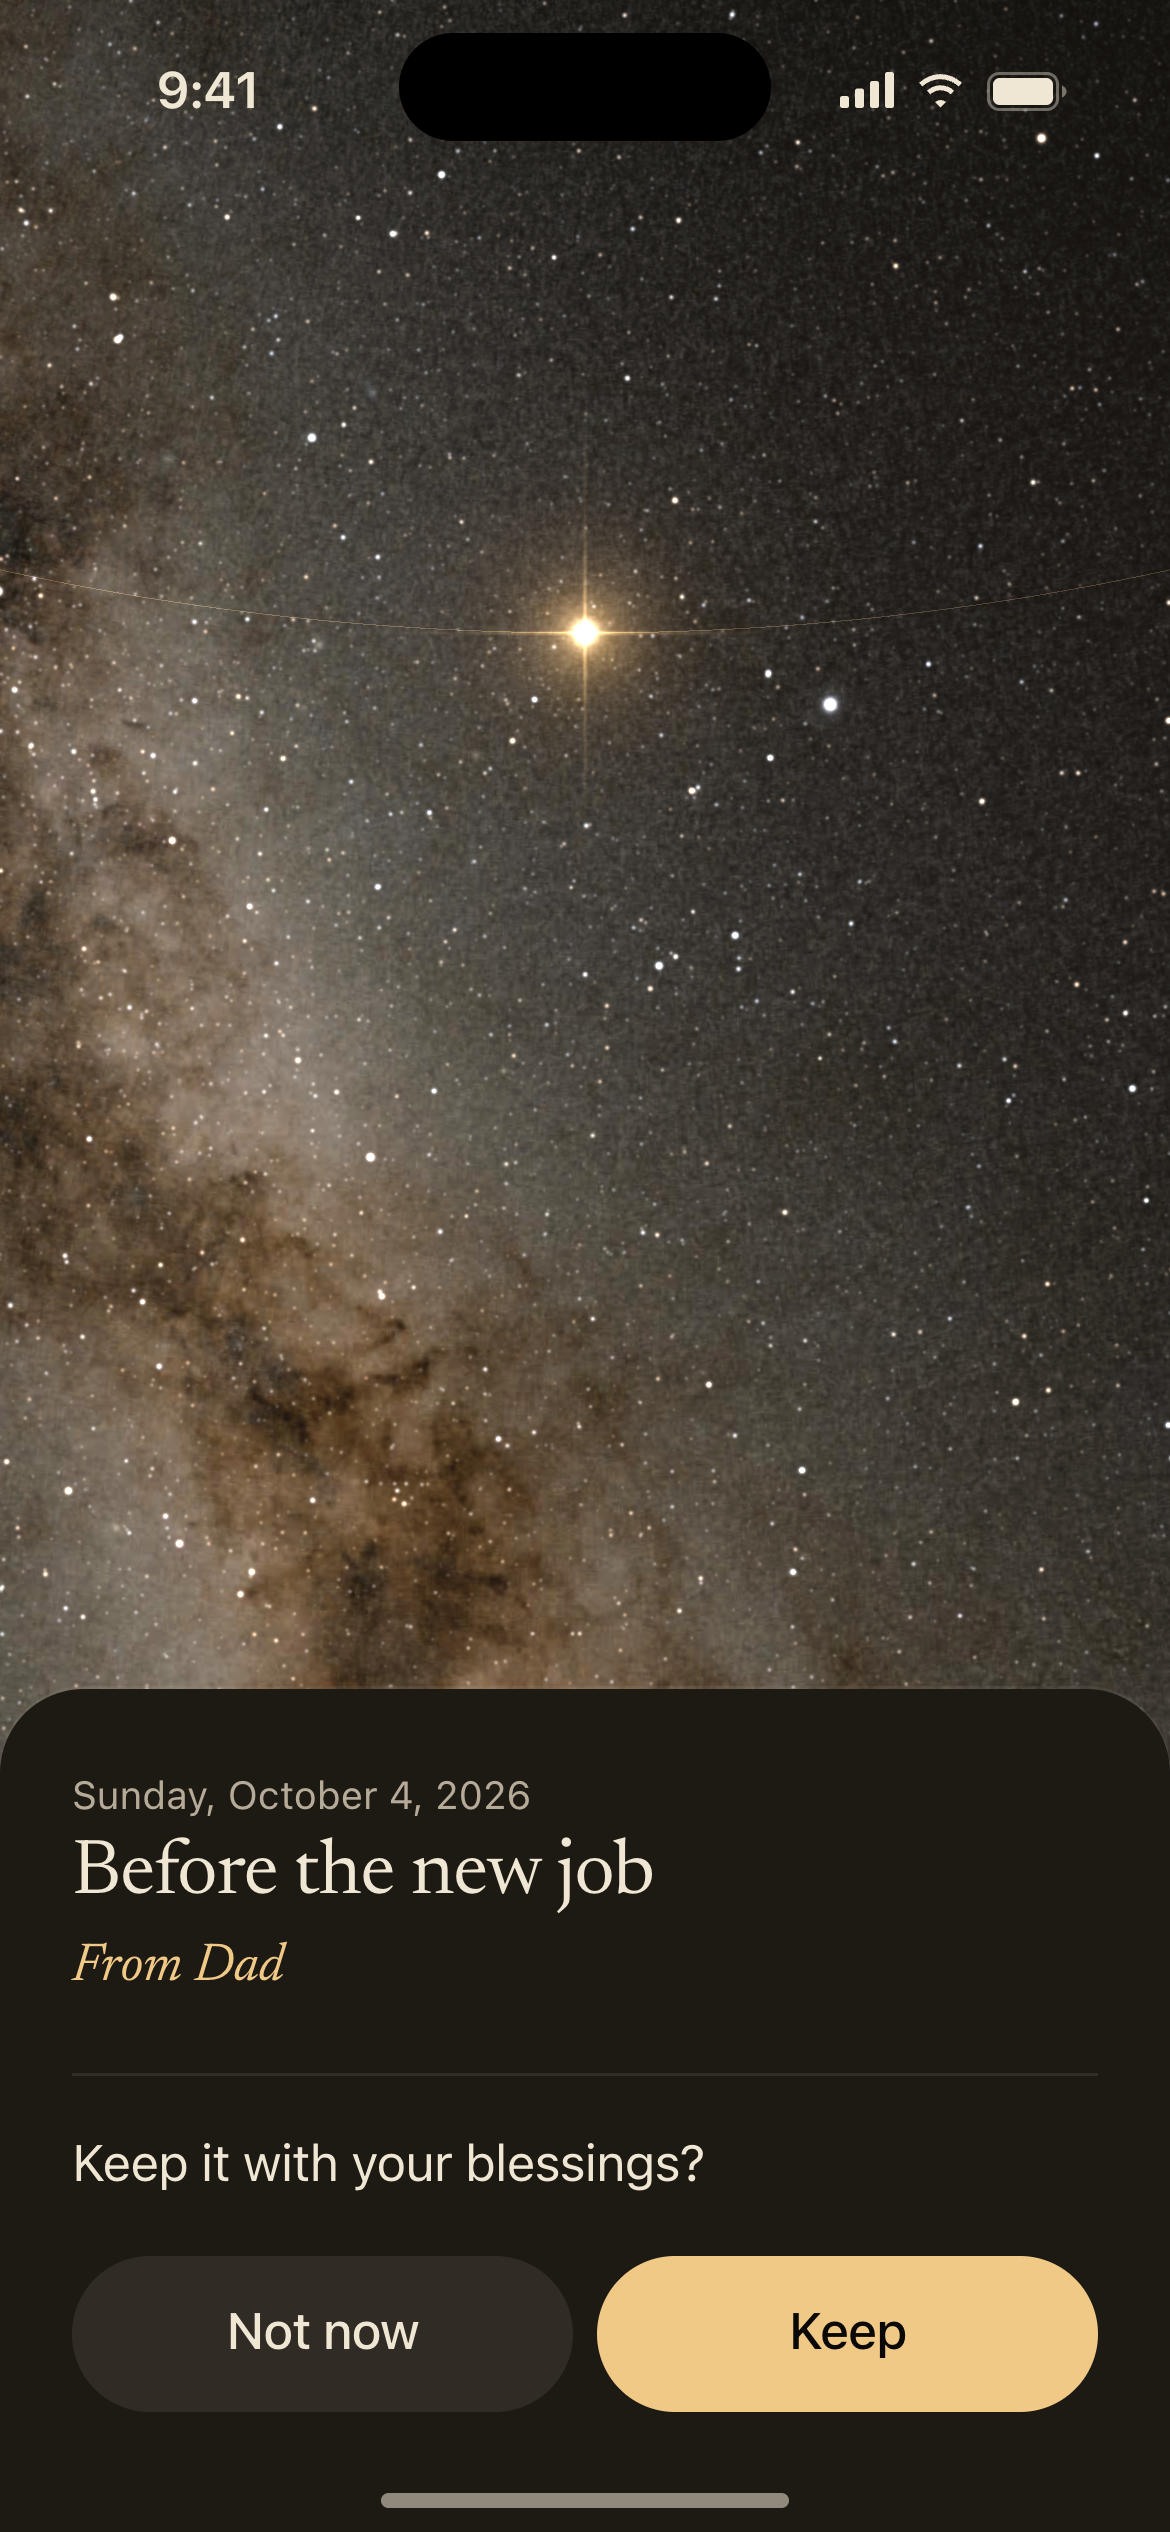 9:41
Sunday, October 4, 2026
Before the new job
From Dad
Keep it with your blessings?
Not now
Keep